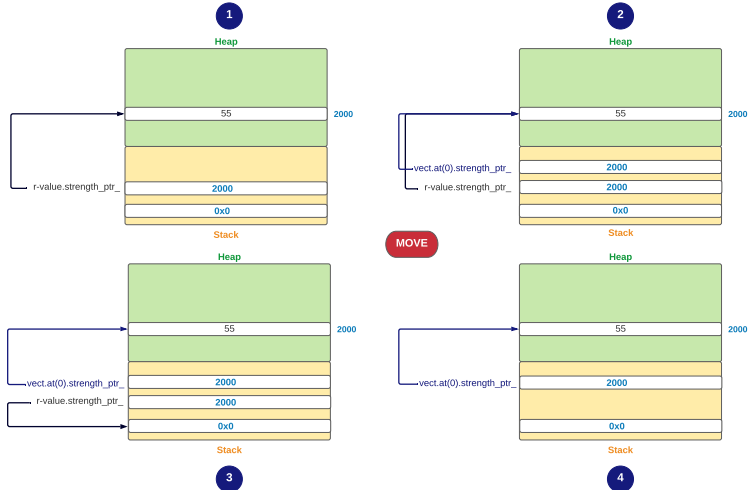 1
Heap
55
2000
r-value.strength_ptr_
2000
0x0
Stack
2
Heap
55
2000
vect.at(0).strength_ptr_
2000
r-value.strength_ptr_
2000
0x0
Stack
MOVE
Heap
55
2000
vect.at(0).strength_ptr_
2000
r-value.strength_ptr_
2000
0x0
Stack
3
Heap
55
2000
vect.at(0).strength_ptr_
2000
0x0
Stack
4